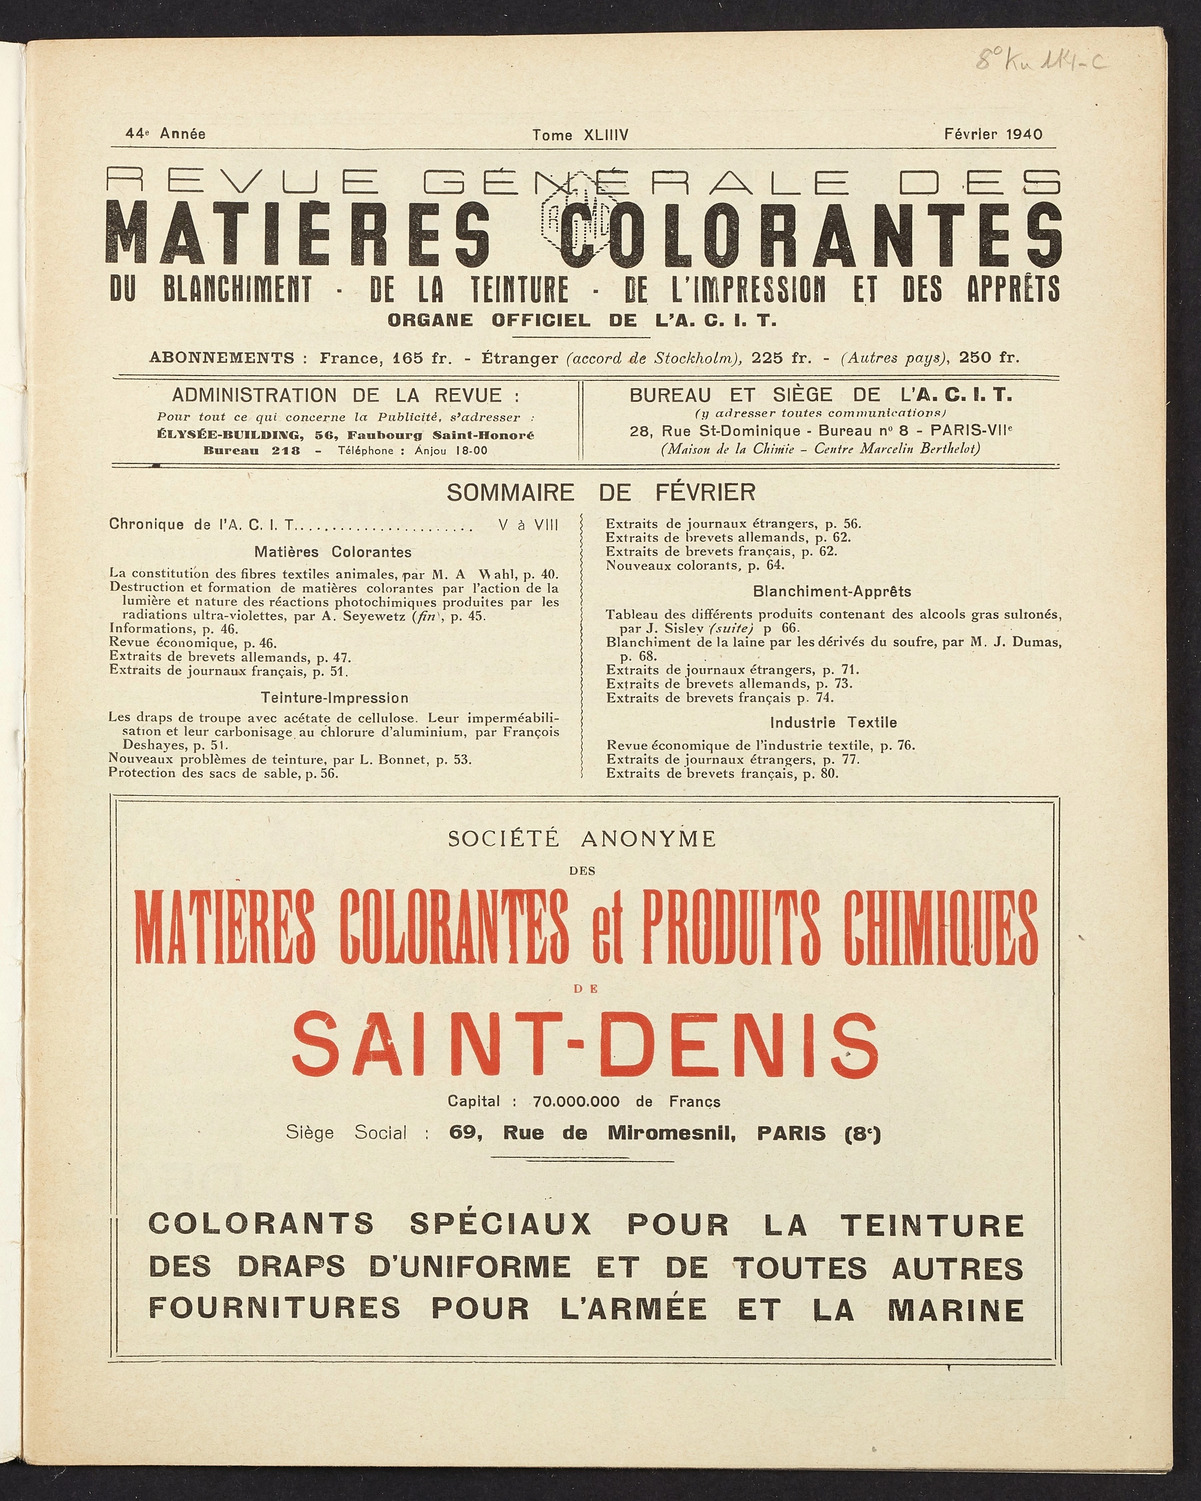 44e Année Tome XLIIIV Février 1940
REVUE GÉNÉRALE DES
MATIÈRES COLORANTES
DU BLANCHIMENT - DE LA TEINTURE - DE L'IMPRESSION ET DES APPRÊTS
ORGANE OFFICIEL DE L'A. C. I. T.
ABONNEMENTS : France, 165 fr. - Étranger (accord de Stockholm), 225 fr. - (Autres pays), 250 fr.
ADMINISTRATION DE LA REVUE :
Pour tout ce qui concerne la Publicité, s'adresser :
ÉLYSÉE-BUILDING, 56, Faubourg Saint-Honoré
Bureau 218 - Téléphone : Anjou 18-00
BUREAU ET SIÈGE DE L'A. C. I. T.
(y adresser toutes communications)
28, Rue St-Dominique - Bureau no 8 - PARIS-VIIe
(Maison de la Chimie - Centre Marcelin Berthelot)
SOMMAIRE DE FÉVRIER
Chronique de l'A. C. I. T........................ V à VIII
Matières Colorantes
La constitution des fibres textiles animales, par M. A Wahl, p. 40.
Destruction et formation de matières colorantes par l'action de la
lumière et nature des réactions photochimiques produites par les
radiations ultra-violettes, par A. Seyewetz (fin), p. 45.
Informations, p. 46.
Revue économique, p. 46.
Extraits de brevets allemands, p. 47.
Extraits de journaux français, p. 51.
Teinture-Impression
Les draps de troupe avec acétate de cellulose. Leur imperméabili-
sation et leur carbonisage au chlorure d'aluminium, par François
Deshayes, p. 51.
Nouveaux problèmes de teinture, par L. Bonnet, p. 53.
Protection des sacs de sable, p. 56.
Extraits de journaux étrangers, p. 56.
Extraits de brevets allemands, p. 62.
Extraits de brevets français, p. 62.
Nouveaux colorants, p. 64.
Blanchiment-Apprêts
Tableau des différents produits contenant des alcools gras sultonés,
par J. Sisley (suite) p 66.
Blanchiment de la laine par les dérivés du soufre, par M. J. Dumas,
p. 68.
Extraits de journaux étrangers, p. 71.
Extraits de brevets allemands, p. 73.
Extraits de brevets français p. 74.
Industrie Textile
Revue économique de l'industrie textile, p. 76.
Extraits de journaux étrangers, p. 77.
Extraits de brevets français, p. 80.
SOCIÉTÉ ANONYME
DES
MATIÈRES COLORANTES et PRODUITS CHIMIQUES
DE
SAINT-DENIS
Capital : 70.000.000 de Francs
Siège Social : 69, Rue de Miromesnil, PARIS (8e)
COLORANTS SPÉCIAUX POUR LA TEINTURE
DES DRAPS D'UNIFORME ET DE TOUTES AUTRES
FOURNITURES POUR L'ARMÉE ET LA MARINE